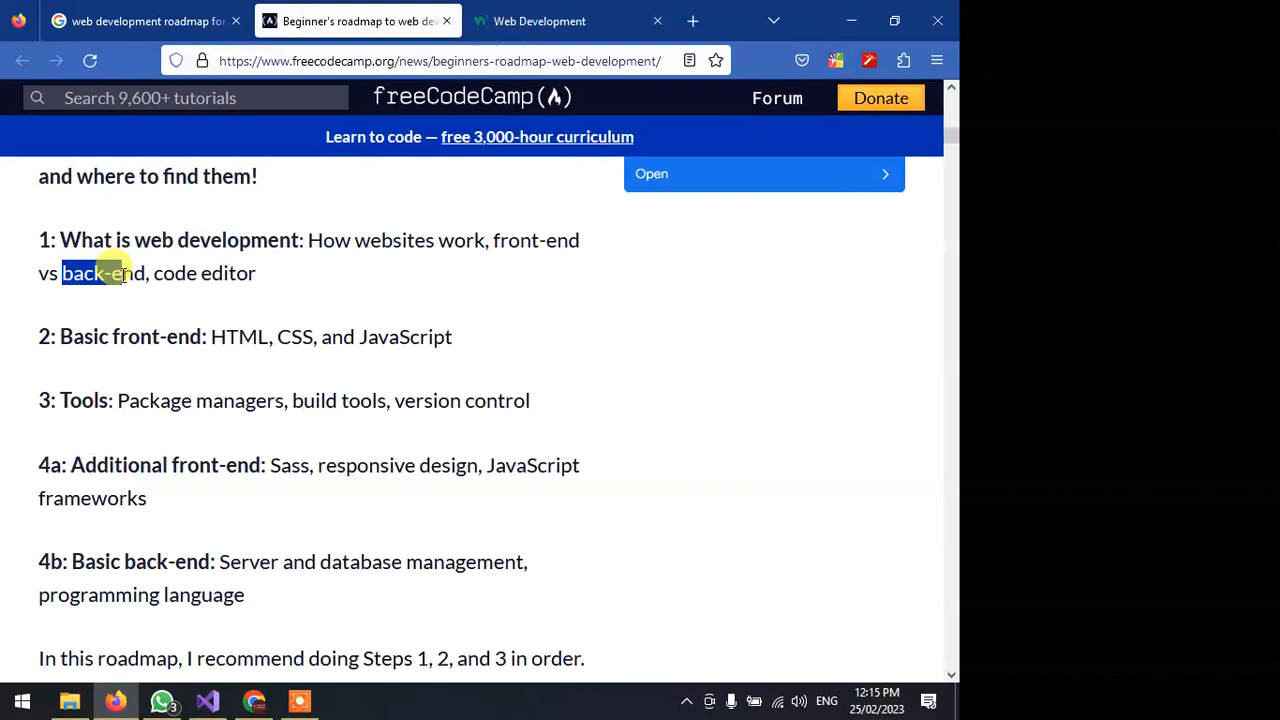 web development roadmap for
Beginner's roadmap to web dev
Web Development
https://www.freecodecamp.org/news/beginners-roadmap-web-development/
Search 9,600+ tutorials
freeCodeCamp
Forum
Donate
Learn to code — free 3,000-hour curriculum
and where to find them!
Open
1: What is web development: How websites work, front-end
vs back-end, code editor
2: Basic front-end: HTML, CSS, and JavaScript
3: Tools: Package managers, build tools, version control
4a: Additional front-end: Sass, responsive design, JavaScript
frameworks
4b: Basic back-end: Server and database management,
programming language
In this roadmap, I recommend doing Steps 1, 2, and 3 in order.
3
ENG
12:15 PM
25/02/2023